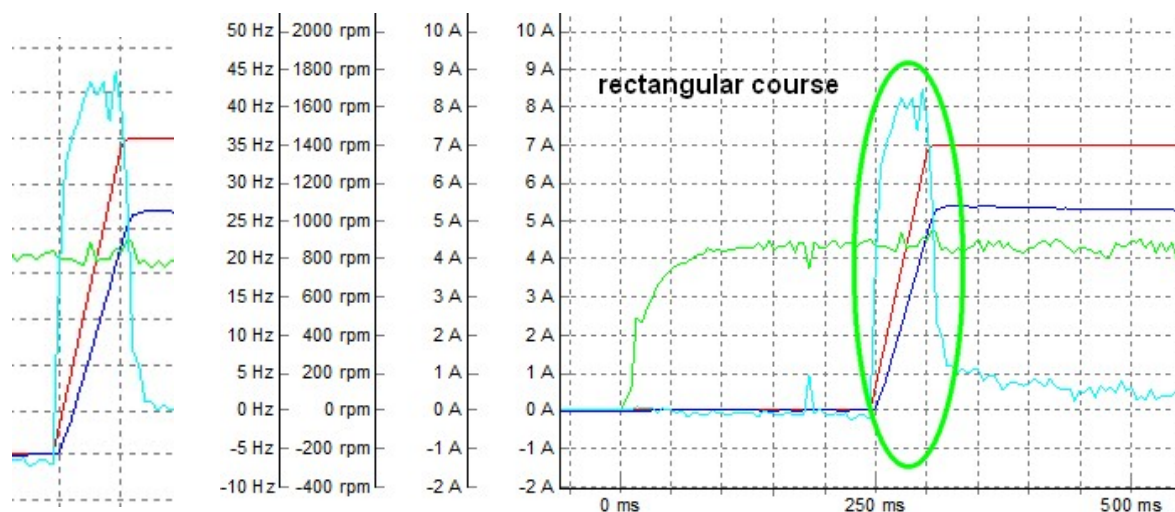 50 Hz 2000 rpm 10 A 10 A
45 Hz 1800 rpm 9 A 9 A
rectangular course
40 Hz 1600 rpm 8 A 8 A
35 Hz 1400 rpm 7 A 7 A
30 Hz 1200 rpm 6 A 6 A
25 Hz 1000 rpm 5 A 5 A
20 Hz 800 rpm 4 A 4 A
15 Hz 600 rpm 3 A 3 A
10 Hz 400 rpm 2 A 2 A
5 Hz 200 rpm 1 A 1 A
0 Hz 0 rpm 0 A 0 A
-5 Hz -200 rpm -1 A -1 A
-10 Hz -400 rpm -2 A -2 A
0 ms 250 ms 500 ms